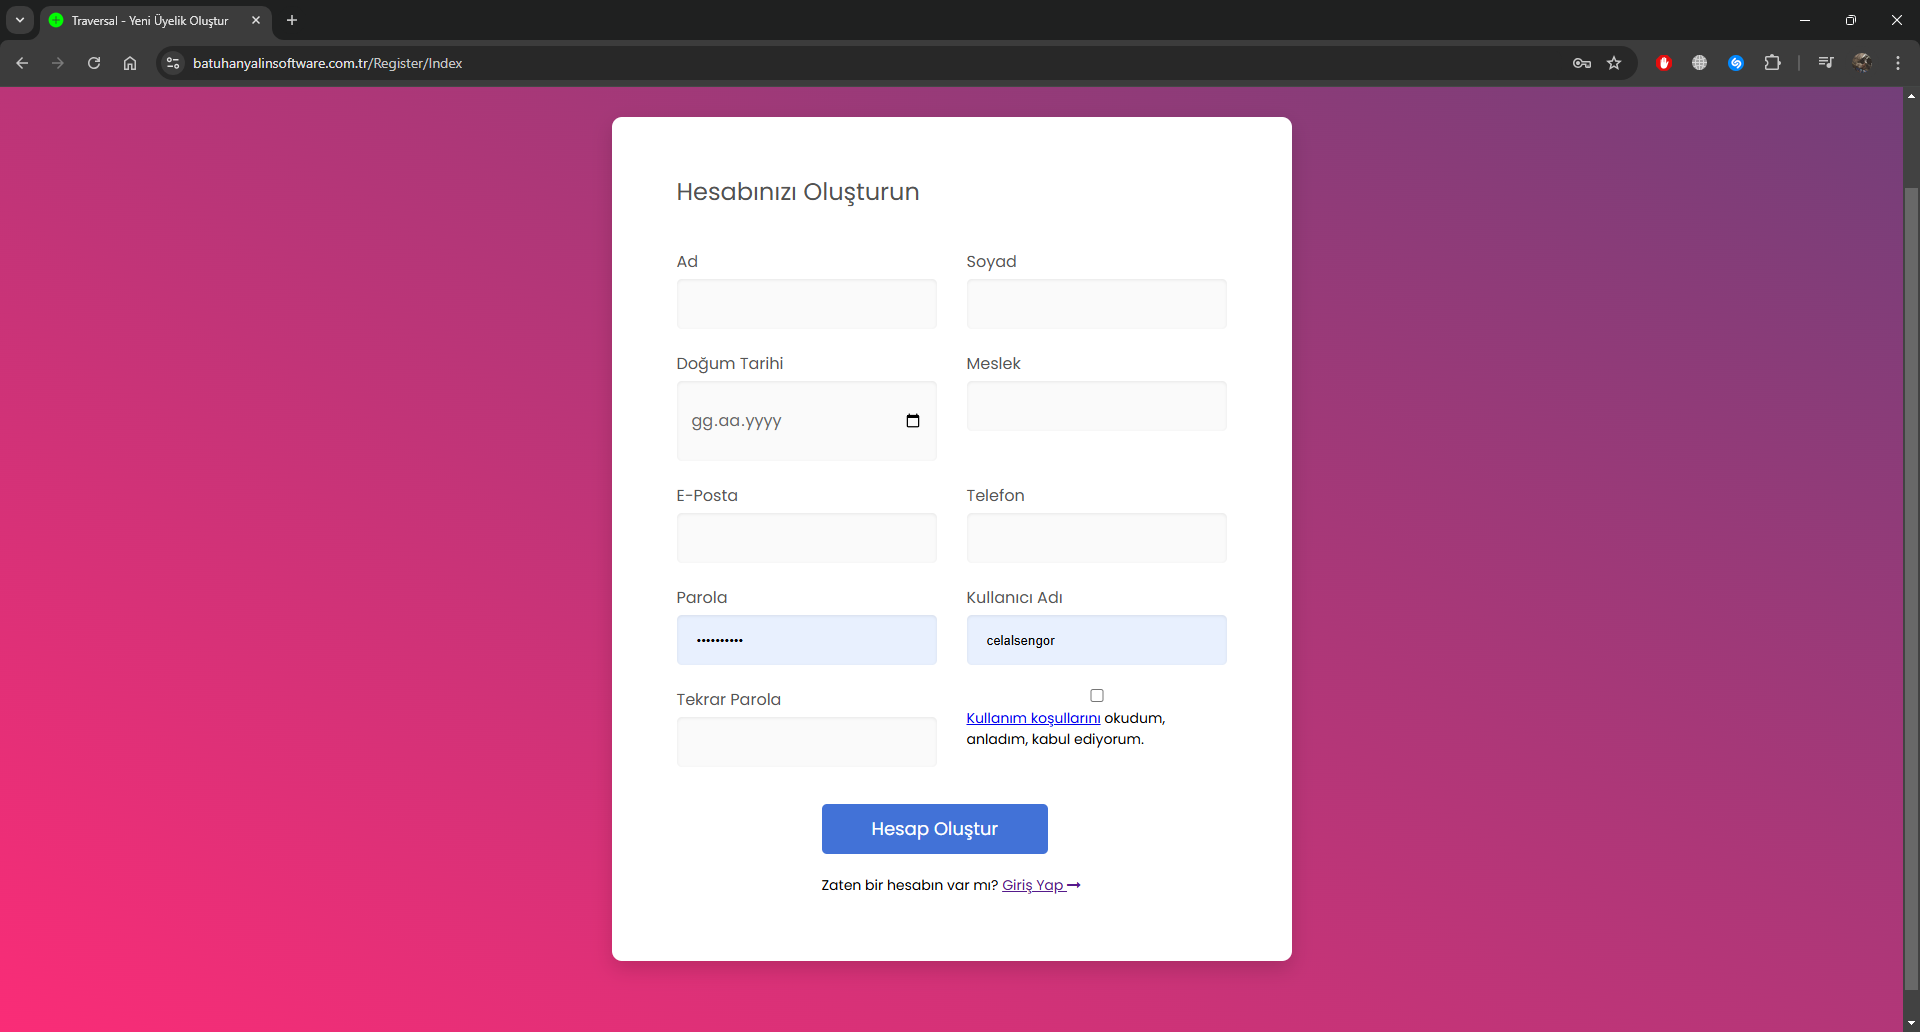 Traversal - Yeni Üyelik Oluştur
batuhanyalinsoftware.com.tr/Register/Index
Hesabınızı Oluşturun
Ad
Soyad
Doğum Tarihi
Meslek
gg.aa.yyyy
E-Posta
Telefon
Parola
Kullanıcı Adı
••••••••••
celalsengor
Tekrar Parola
Kullanım koşullarını okudum,
anladım, kabul ediyorum.
Hesap Oluştur
Zaten bir hesabın var mı? Giriş Yap